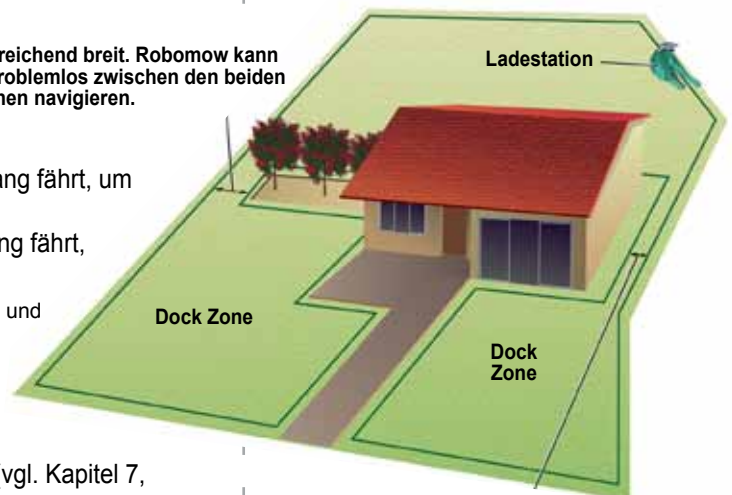 reichend breit. Robomow kann
roblemlos zwischen den beiden
nen navigieren.
Ladestation
ang fährt, um
ng fährt,
und
Dock Zone
Dock
Zone
vgl. Kapitel 7,